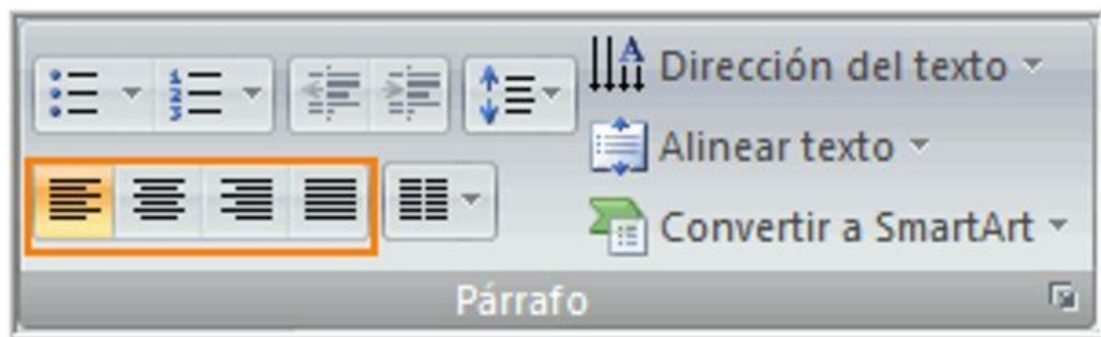 Dirección del texto
Alinear texto
Convertir a SmartArt
Párrafo